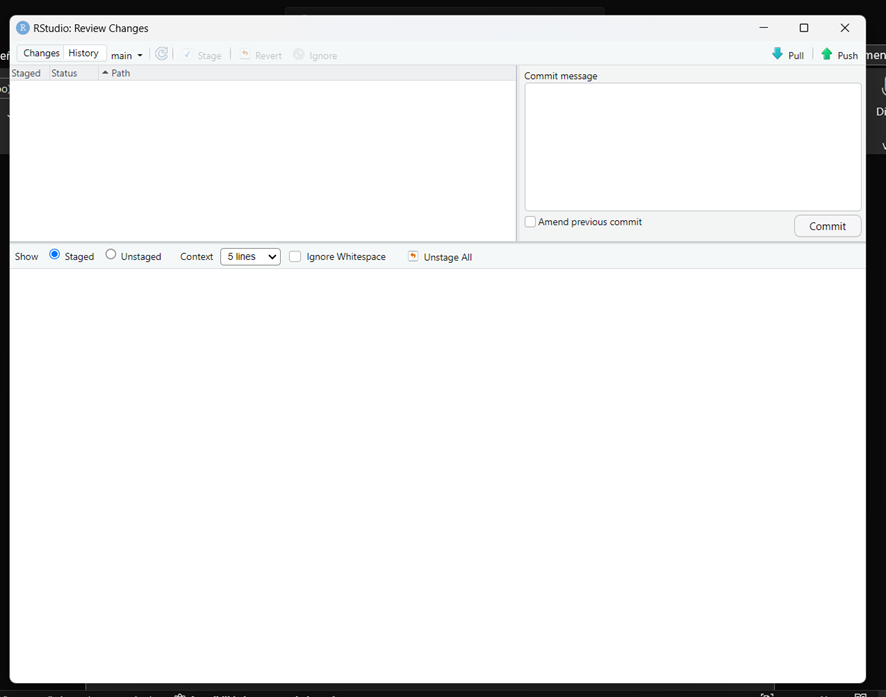 R RStudio: Review Changes
Changes History main Stage Revert Ignore Pull Push
Staged Status Path
Commit message
Amend previous commit
Commit
Show Staged Unstaged Context 5 lines Ignore Whitespace Unstage All